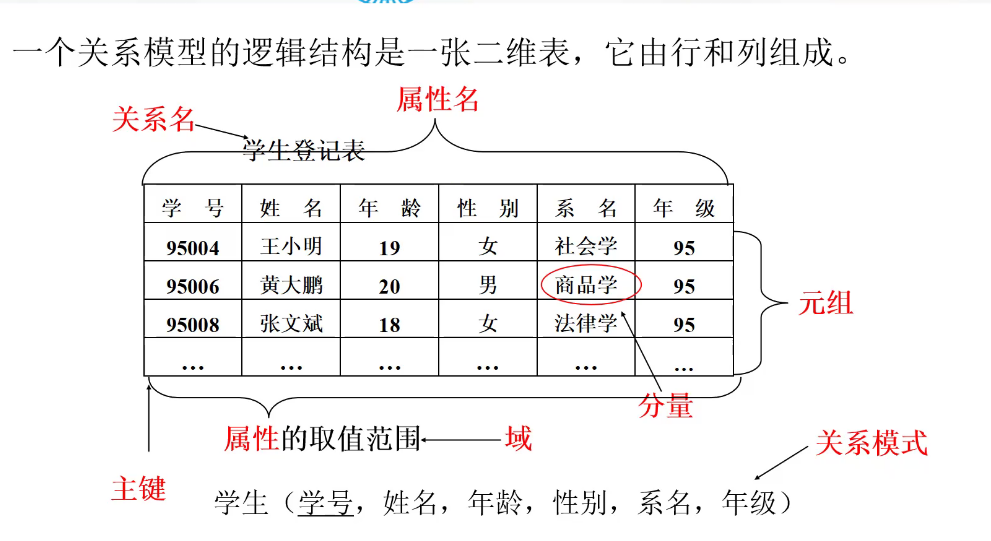 一个关系模型的逻辑结构是一张二维表，它由行和列组成。
属性名
关系名
学生登记表
学 号 姓 名 年 龄 性 别 系 名 年 级
95004 王小明 19 女 社会学 95
95006 黄大鹏 20 男 商品学 95
95008 张文斌 18 女 法律学 95
… … … … … …
元组
分量
属性的取值范围 域
关系模式
主键
学生（学号，姓名，年龄，性别，系名，年级）